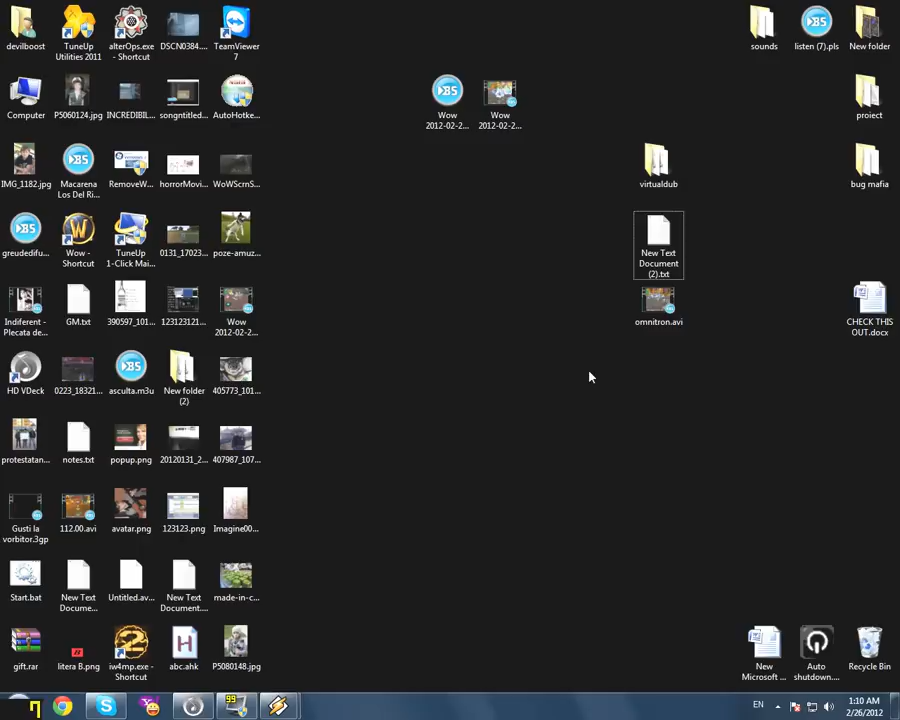 devilboost
TuneUp
Utilities 2011
alterOps.exe
- Shortcut
DSCN0384....
TeamViewer
7
Computer
P5060124.jpg
INCREDIBIL...
songntitled...
AutoHotke...
IMG_1182.jpg
Macarena
Los Del Ri...
RemoveW...
horrorMovi...
WoWScrnS...
greudedifu...
Wow -
Shortcut
TuneUp
1-Click Mai...
0131_17023...
poze-amuz...
Indiferent -
Plecata de...
GM.txt
390597_101...
123123121...
Wow
2012-02-2...
HD VDeck
0223_18321...
asculta.m3u
New folder
(2)
405773_101...
protestatan...
notes.txt
popup.png
20120131_2...
407987_107...
Gusti la
vorbitor.3gp
112.00.avi
avatar.png
123123.png
Imagine00...
Start.bat
New Text
Docume...
Untitled.av...
New Text
Document....
made-in-c...
gift.rar
litera B.png
iw4mp.exe -
Shortcut
abc.ahk
P5080148.jpg
Wow
2012-02-2...
Wow
2012-02-2...
virtualdub
New Text
Document
(2).txt
omnitron.avi
sounds
listen (7).pls
New folder
proiect
bug mafia
CHECK THIS
OUT.docx
New
Microsoft ...
Auto
shutdown....
Recycle Bin
99
EN
1:10 AM
2/26/2012